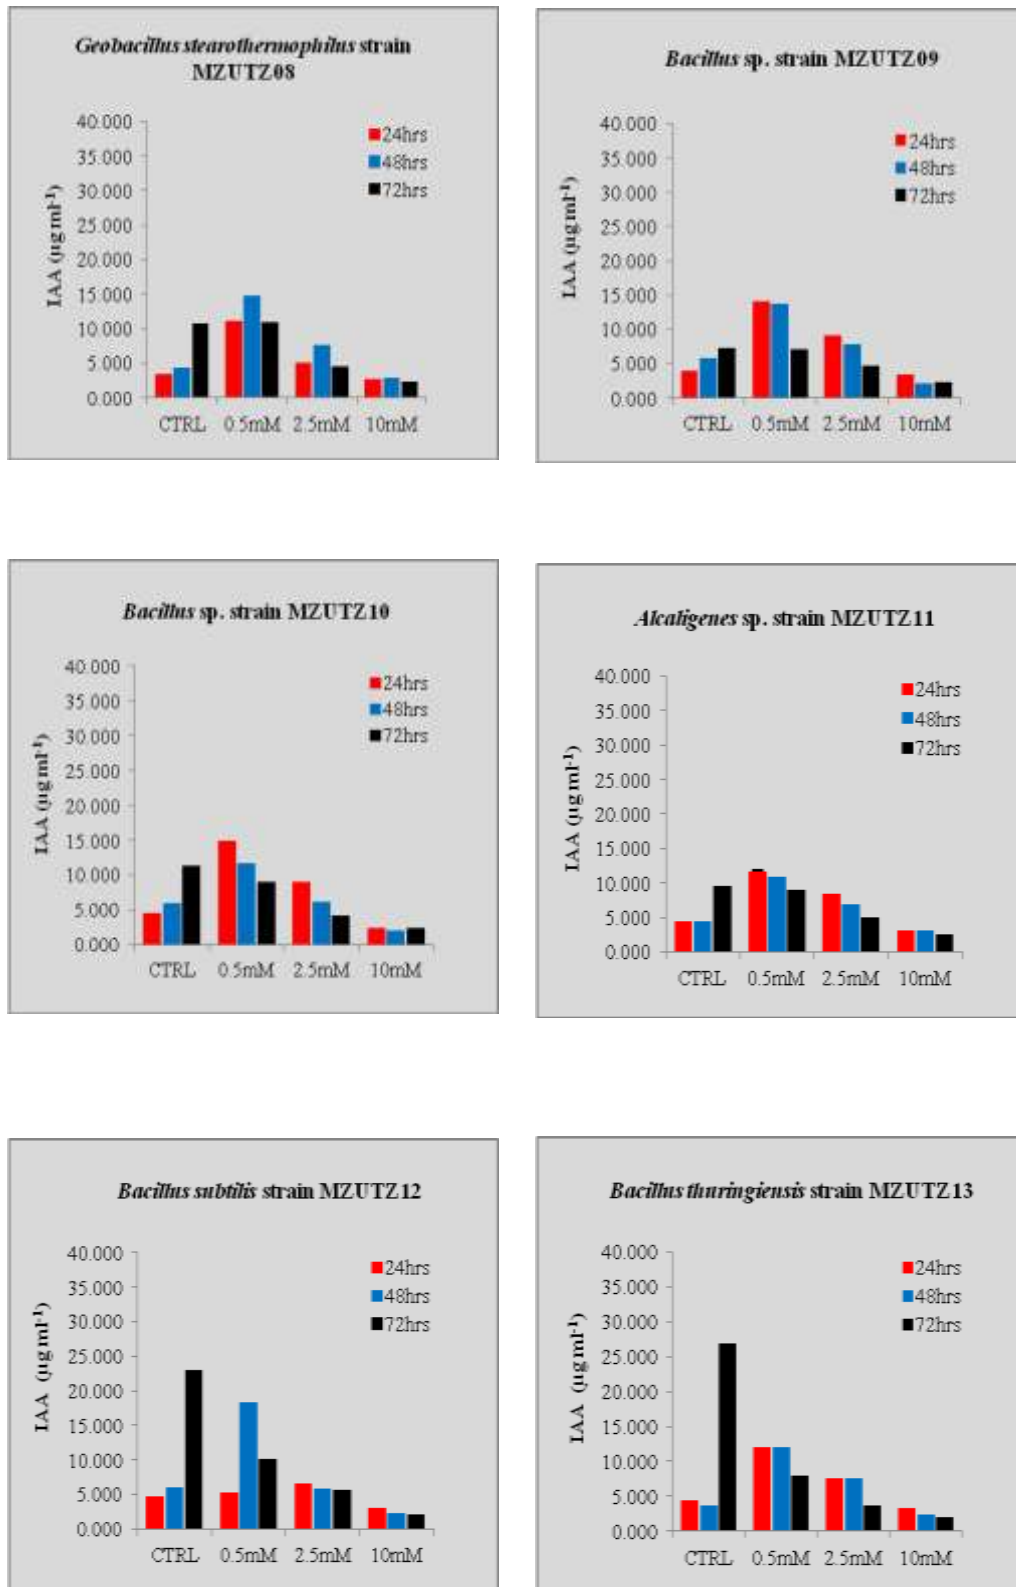 Geobacillus stearothermophilus strain
MZUTZ08
40.000
35.000
30.000
25.000
20.000
15.000
10.000
5.000
0.000
IAA (µg ml-1)
24hrs
48hrs
72hrs
CTRL 0.5mM 2.5mM 10mM
Bacillus sp. strain MZUTZ09
40.000
35.000
30.000
25.000
20.000
15.000
10.000
5.000
0.000
IAA (µg ml-1)
24hrs
48hrs
72hrs
CTRL 0.5mM 2.5mM 10mM
Bacillus sp. strain MZUTZ10
40.000
35.000
30.000
25.000
20.000
15.000
10.000
5.000
0.000
IAA (µg ml-1)
24hrs
48hrs
72hrs
CTRL 0.5mM 2.5mM 10mM
Alcaligenes sp. strain MZUTZ11
40.000
35.000
30.000
25.000
20.000
15.000
10.000
5.000
0.000
IAA (µg ml-1)
24hrs
48hrs
72hrs
CTRL 0.5mM 2.5mM 10mM
Bacillus subtilis strain MZUTZ12
40.000
35.000
30.000
25.000
20.000
15.000
10.000
5.000
0.000
IAA (µg ml-1)
24hrs
48hrs
72hrs
CTRL 0.5mM 2.5mM 10mM
Bacillus thuringiensis strain MZUTZ13
40.000
35.000
30.000
25.000
20.000
15.000
10.000
5.000
0.000
IAA (µg ml-1)
24hrs
48hrs
72hrs
CTRL 0.5mM 2.5mM 10mM